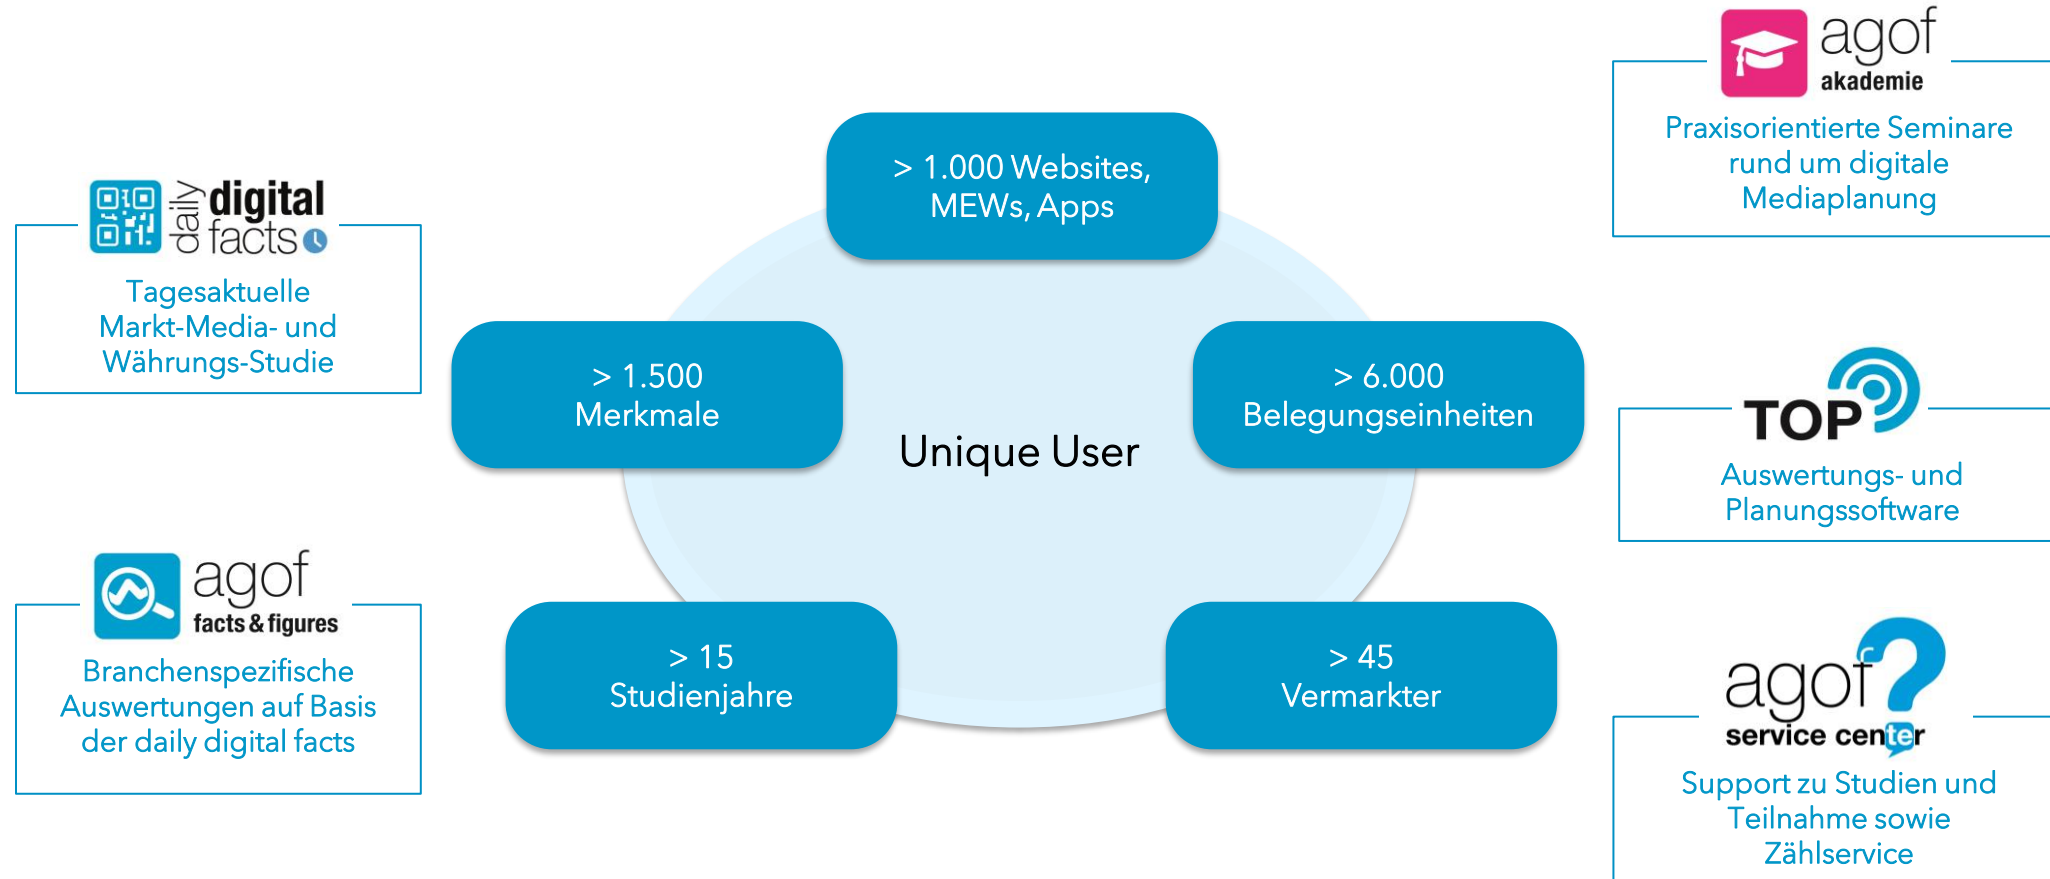 daily
digital
facts
Tagesaktuelle
Markt-Media- und
Währungs-Studie
agof
facts & figures
Branchenspezifische
Auswertungen auf Basis
der daily digital facts
> 1.000 Websites,
MEWs, Apps
> 1.500
Merkmale
> 6.000
Belegungseinheiten
Unique User
> 15
Studienjahre
> 45
Vermarkter
agof
akademie
Praxisorientierte Seminare
rund um digitale
Mediaplanung
TOP
Auswertungs- und
Planungssoftware
agof?
service center
Support zu Studien und
Teilnahme sowie
Zählservice